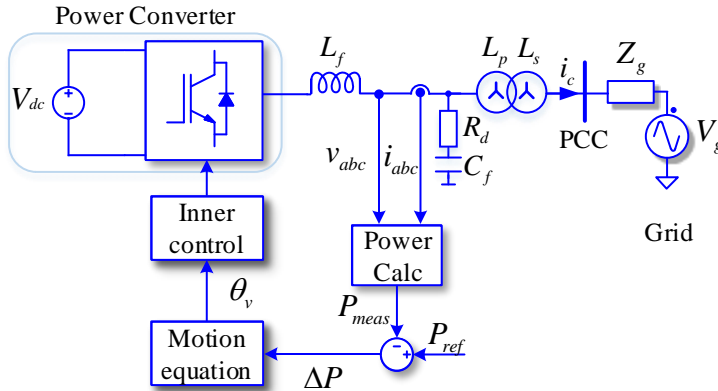 Power Converter
V_dc
L_f
L_p L_s
i_c
Z_g
R_d
C_f
PCC
V_g
v_abc
i_abc
Inner
control
Power
Calc
Grid
θ_v
P_meas
P_ref
Motion
equation
ΔP